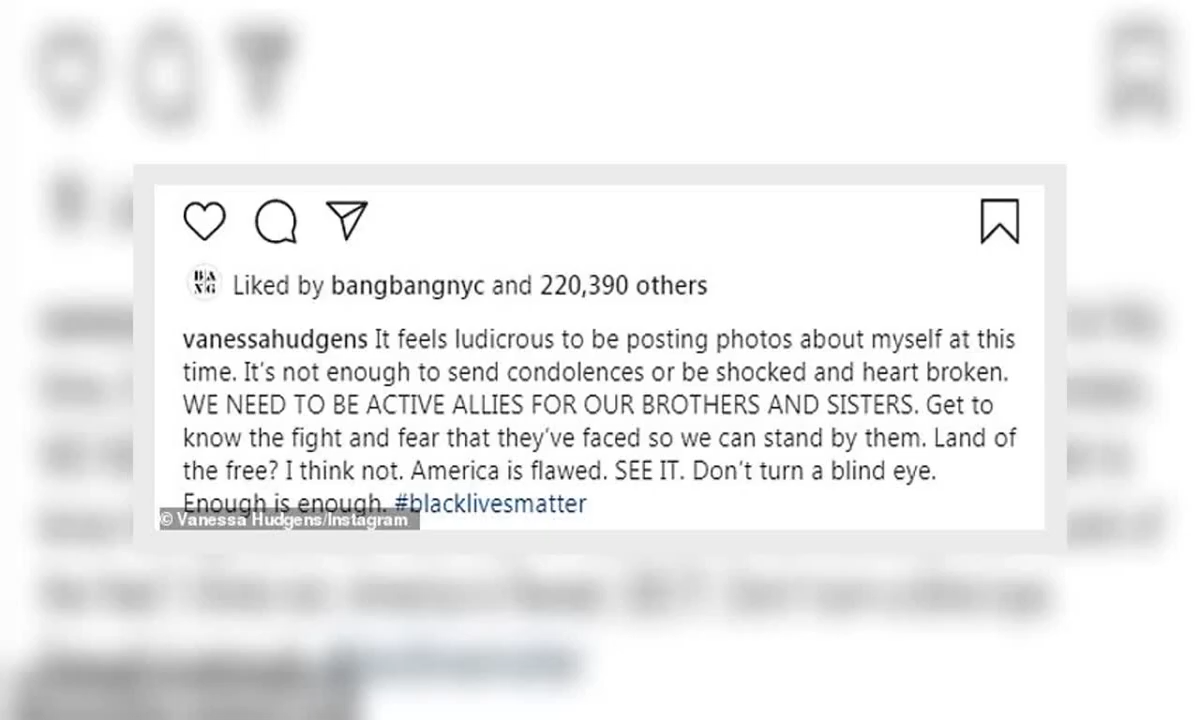 BANG
Liked by bangbangnyc and 220,390 others
vanessahudgens It feels ludicrous to be posting photos about myself at this
time. It's not enough to send condolences or be shocked and heart broken.
WE NEED TO BE ACTIVE ALLIES FOR OUR BROTHERS AND SISTERS. Get to
know the fight and fear that they've faced so we can stand by them. Land of
the free? I think not. America is flawed. SEE IT. Don't turn a blind eye.
Enough is enough. #blacklivesmatter
© Vanessa Hudgens/Instagram